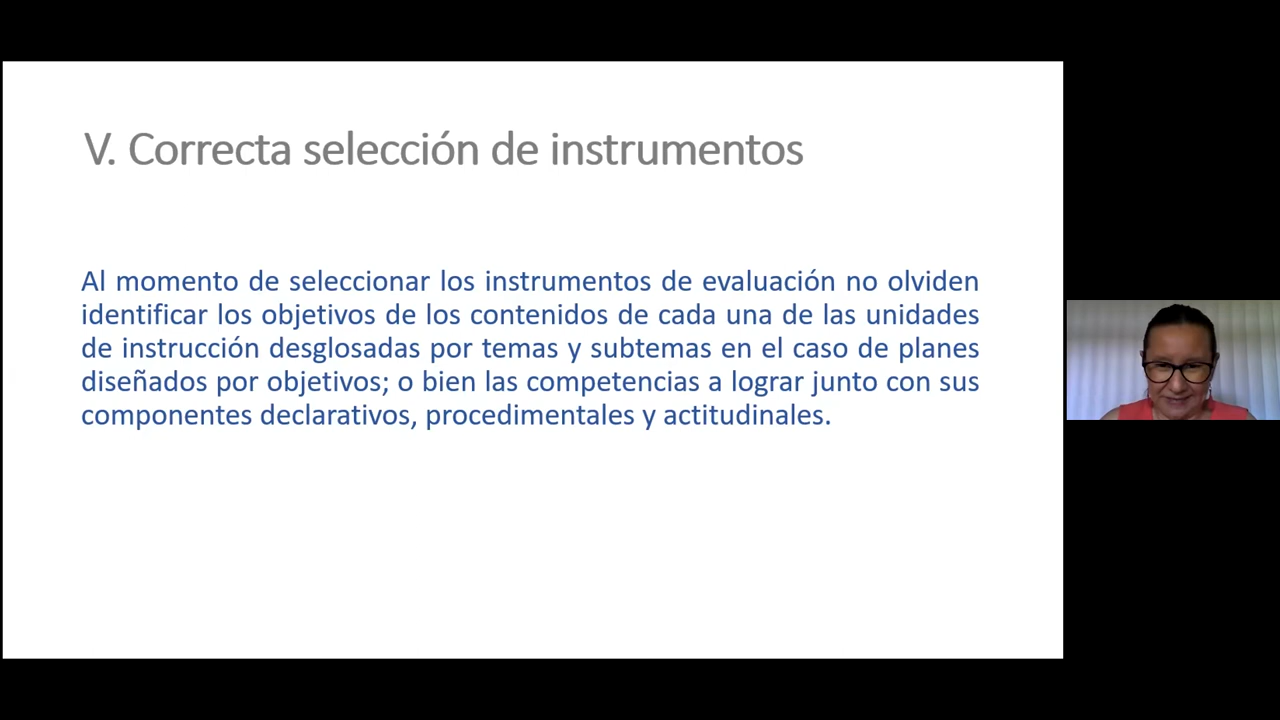 V. Correcta selección de instrumentos
Al momento de seleccionar los instrumentos de evaluación no olviden
identificar los objetivos de los contenidos de cada una de las unidades
de instrucción desglosadas por temas y subtemas en el caso de planes
diseñados por objetivos; o bien las competencias a lograr junto con sus
componentes declarativos, procedimentales y actitudinales.